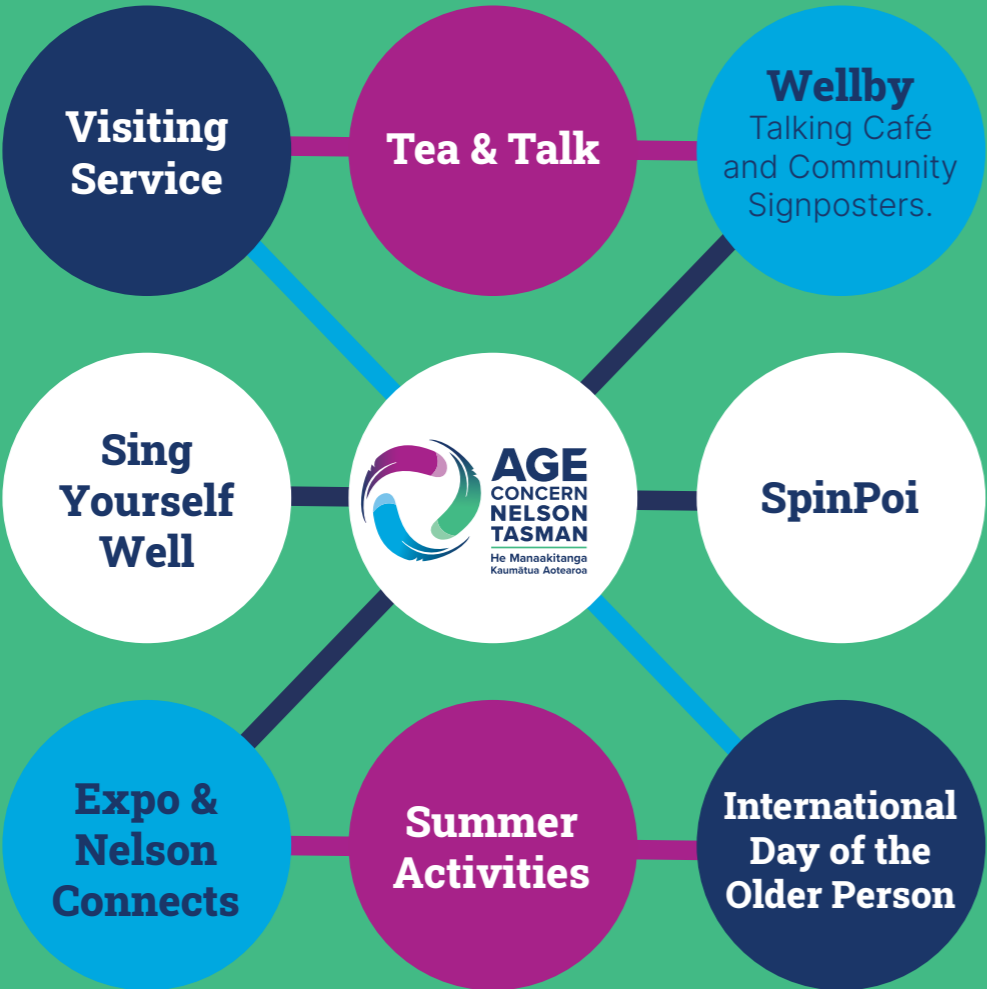 Visiting
Service
Tea & Talk
Wellby
Talking Café
and Community
Signposters.
Sing
Yourself
Well
AGE
CONCERN
NELSON
TASMAN
He Manaakitanga
Kaumātua Aotearoa
SpinPoi
Expo &
Nelson
Connects
Summer
Activities
International
Day of the
Older Person